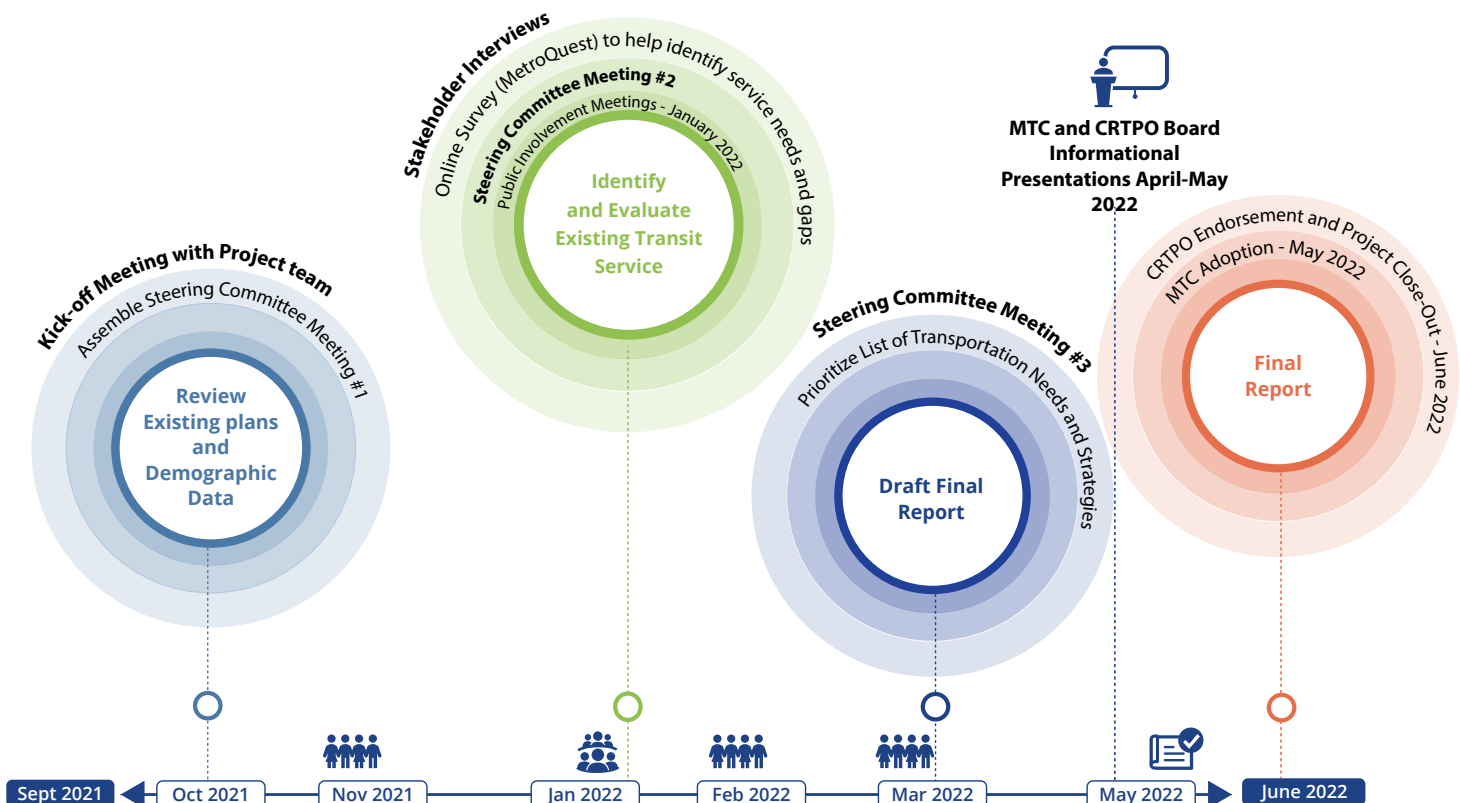 Kick-off Meeting with Project team
Assemble Steering Committee Meeting #1
Review
Existing plans
and
Demographic
Data
Stakeholder Interviews
Online Survey (MetroQuest) to help identify service needs and gaps
Steering Committee Meeting #2
Public Involvement Meetings - January 2022
Identify
and Evaluate
Existing Transit
Service
Steering Committee Meeting #3
Prioritize List of Transportation Needs and Strategies
Draft Final
Report
MTC and CRTPO Board
Informational
Presentations April-May
2022
CRTPO Endorsement and Project Close-Out - June 2022
MTC Adoption - May 2022
Final
Report
Sept 2021
Oct 2021
Nov 2021
Jan 2022
Feb 2022
Mar 2022
May 2022
June 2022